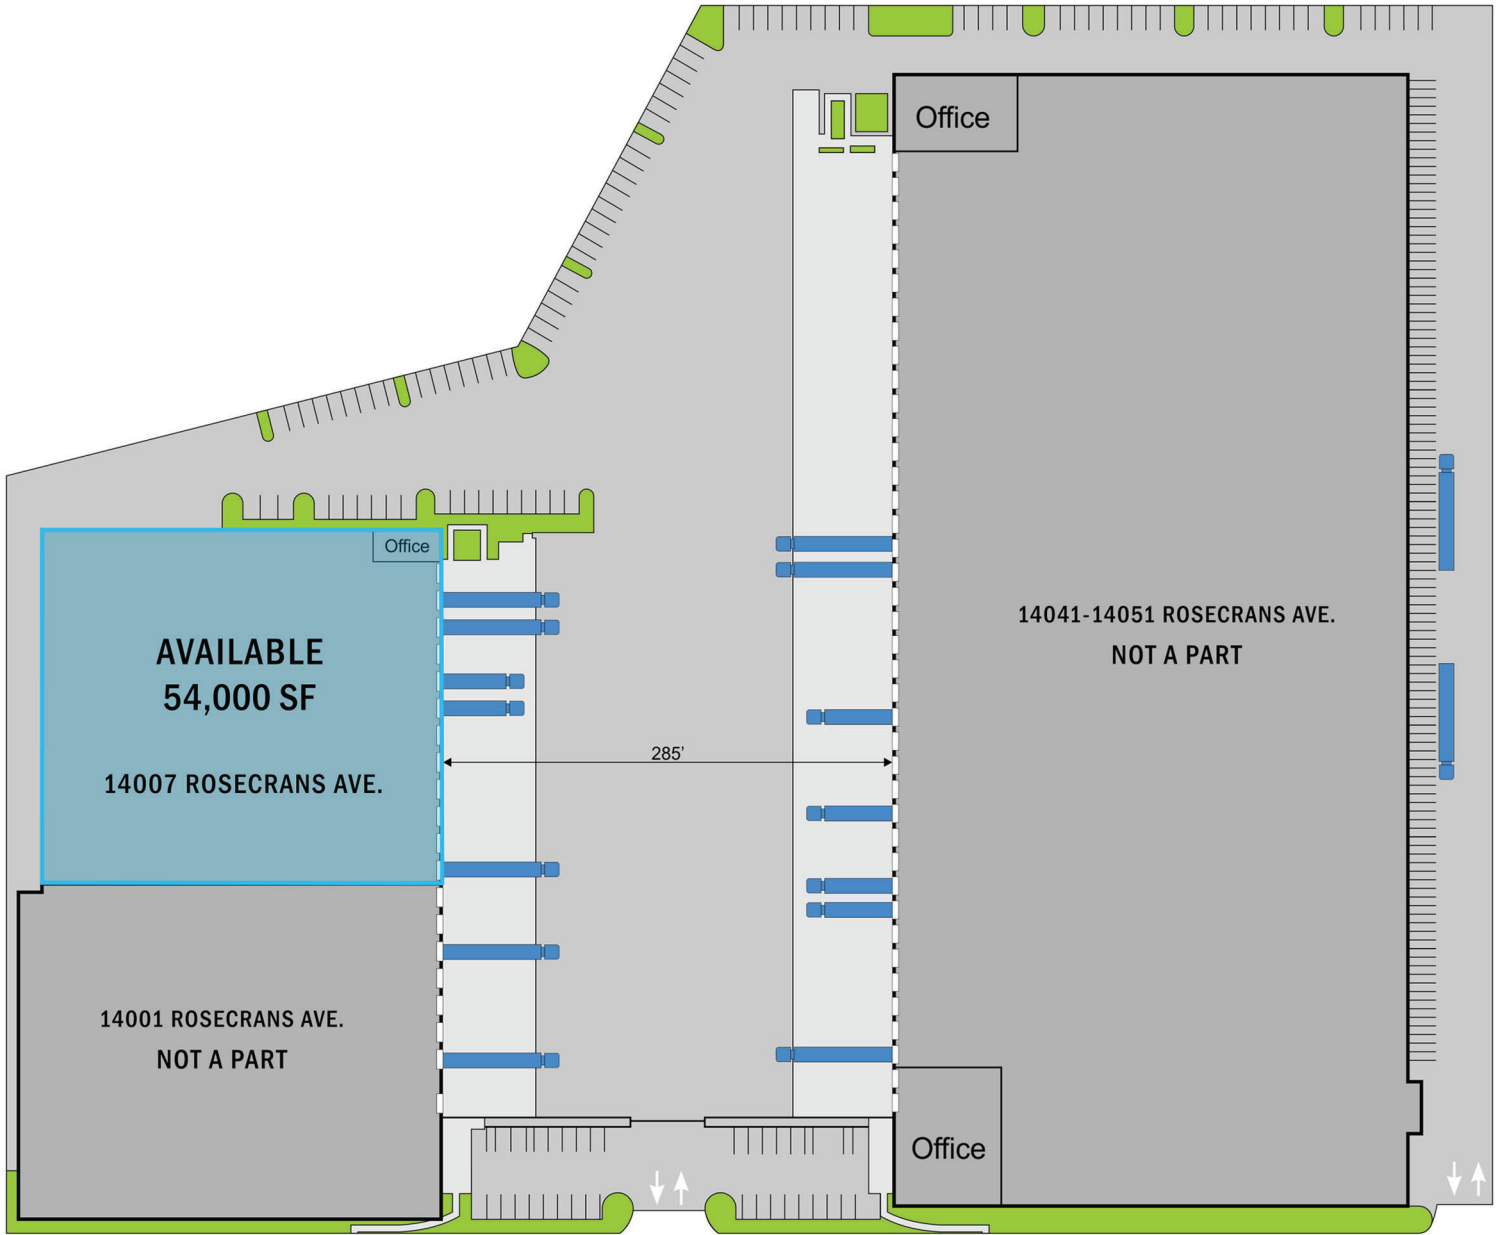 Office
Office
AVAILABLE
54,000 SF
14007 ROSECRANS AVE.
14041-14051 ROSECRANS AVE.
NOT A PART
285'
14001 ROSECRANS AVE.
NOT A PART
Office